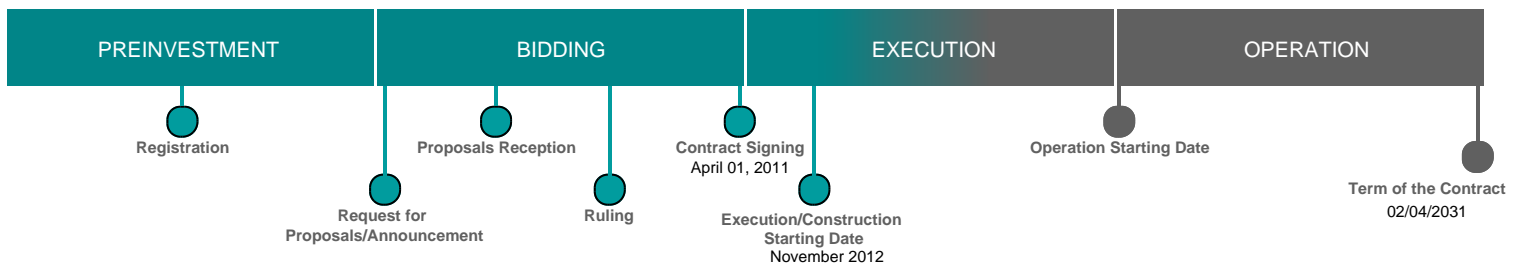 PREINVESTMENT
BIDDING
EXECUTION
OPERATION
Registration
Proposals Reception
Contract Signing
April 01, 2011
Operation Starting Date
Request for
Proposals/Announcement
Ruling
Execution/Construction
Starting Date
November 2012
Term of the Contract
02/04/2031